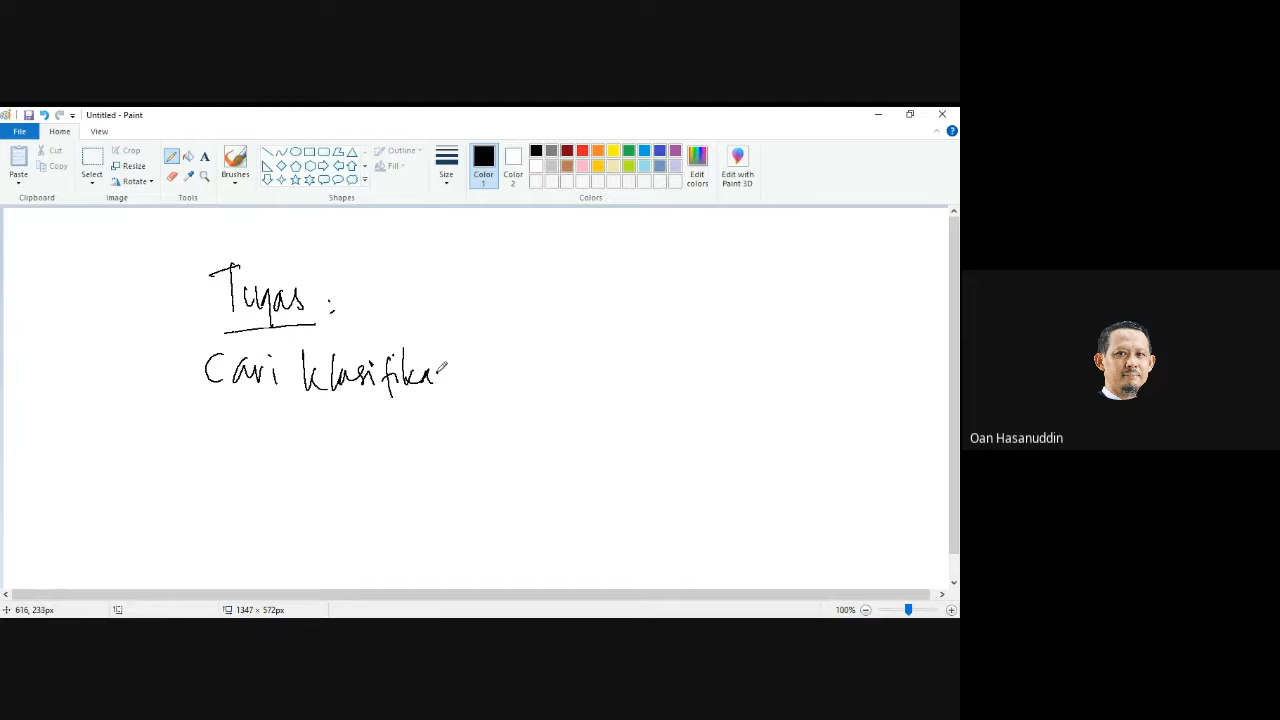 Untitled - Paint
File Home View
Cut
Copy
Paste
Clipboard
Crop
Resize
Rotate
Select
Image
Tools
Brushes
Outline
Fill
Shapes
Size
Color 1
Color 2
Edit colors
Edit with Paint 3D
Colors
Tugas :
Cari klasifika
616, 233px
1347 × 572px
100%
Oan Hasanuddin